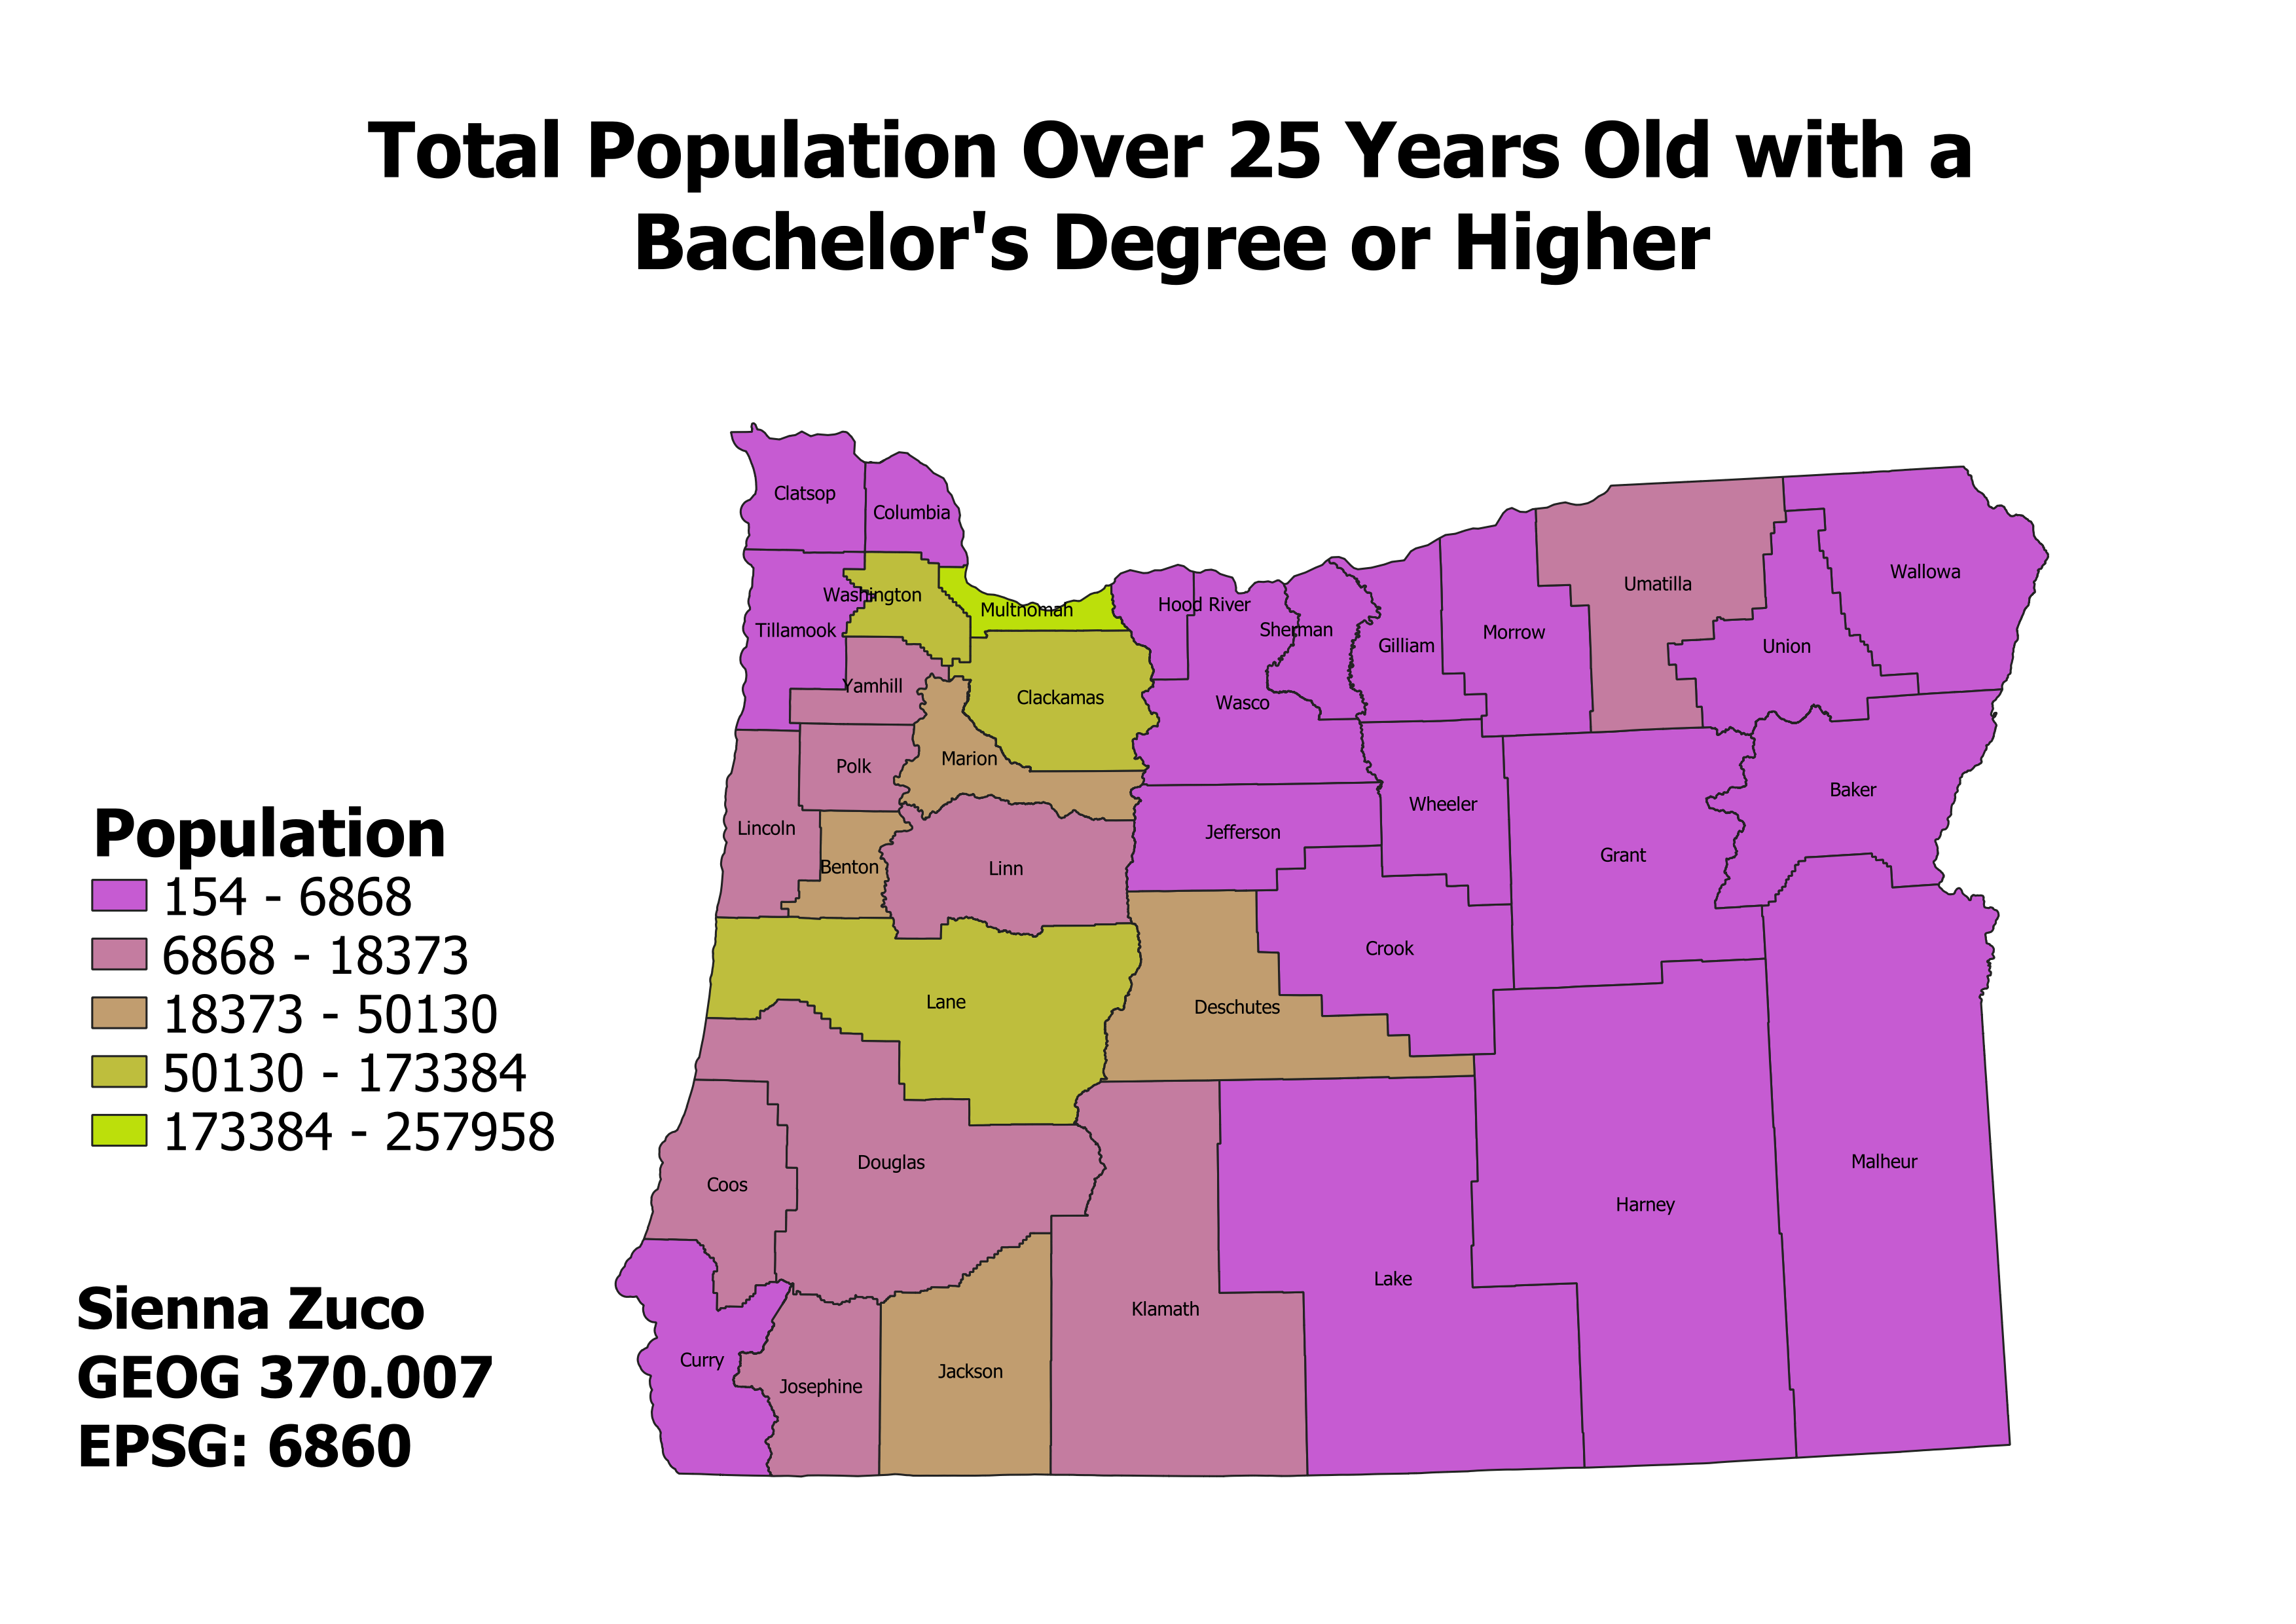 Total Population Over 25 Years Old with a
Bachelor's Degree or Higher
Clatsop
Columbia
Washington
Multnomah
Tillamook
Hood River
Sherman
Gilliam
Morrow
Umatilla
Union
Wallowa
Yamhill
Clackamas
Wasco
Polk
Marion
Lincoln
Benton
Linn
Jefferson
Wheeler
Grant
Baker
Lane
Deschutes
Crook
Douglas
Coos
Curry
Josephine
Jackson
Klamath
Lake
Harney
Malheur
Population
154 - 6868
6868 - 18373
18373 - 50130
50130 - 173384
173384 - 257958
Sienna Zuco
GEOG 370.007
EPSG: 6860